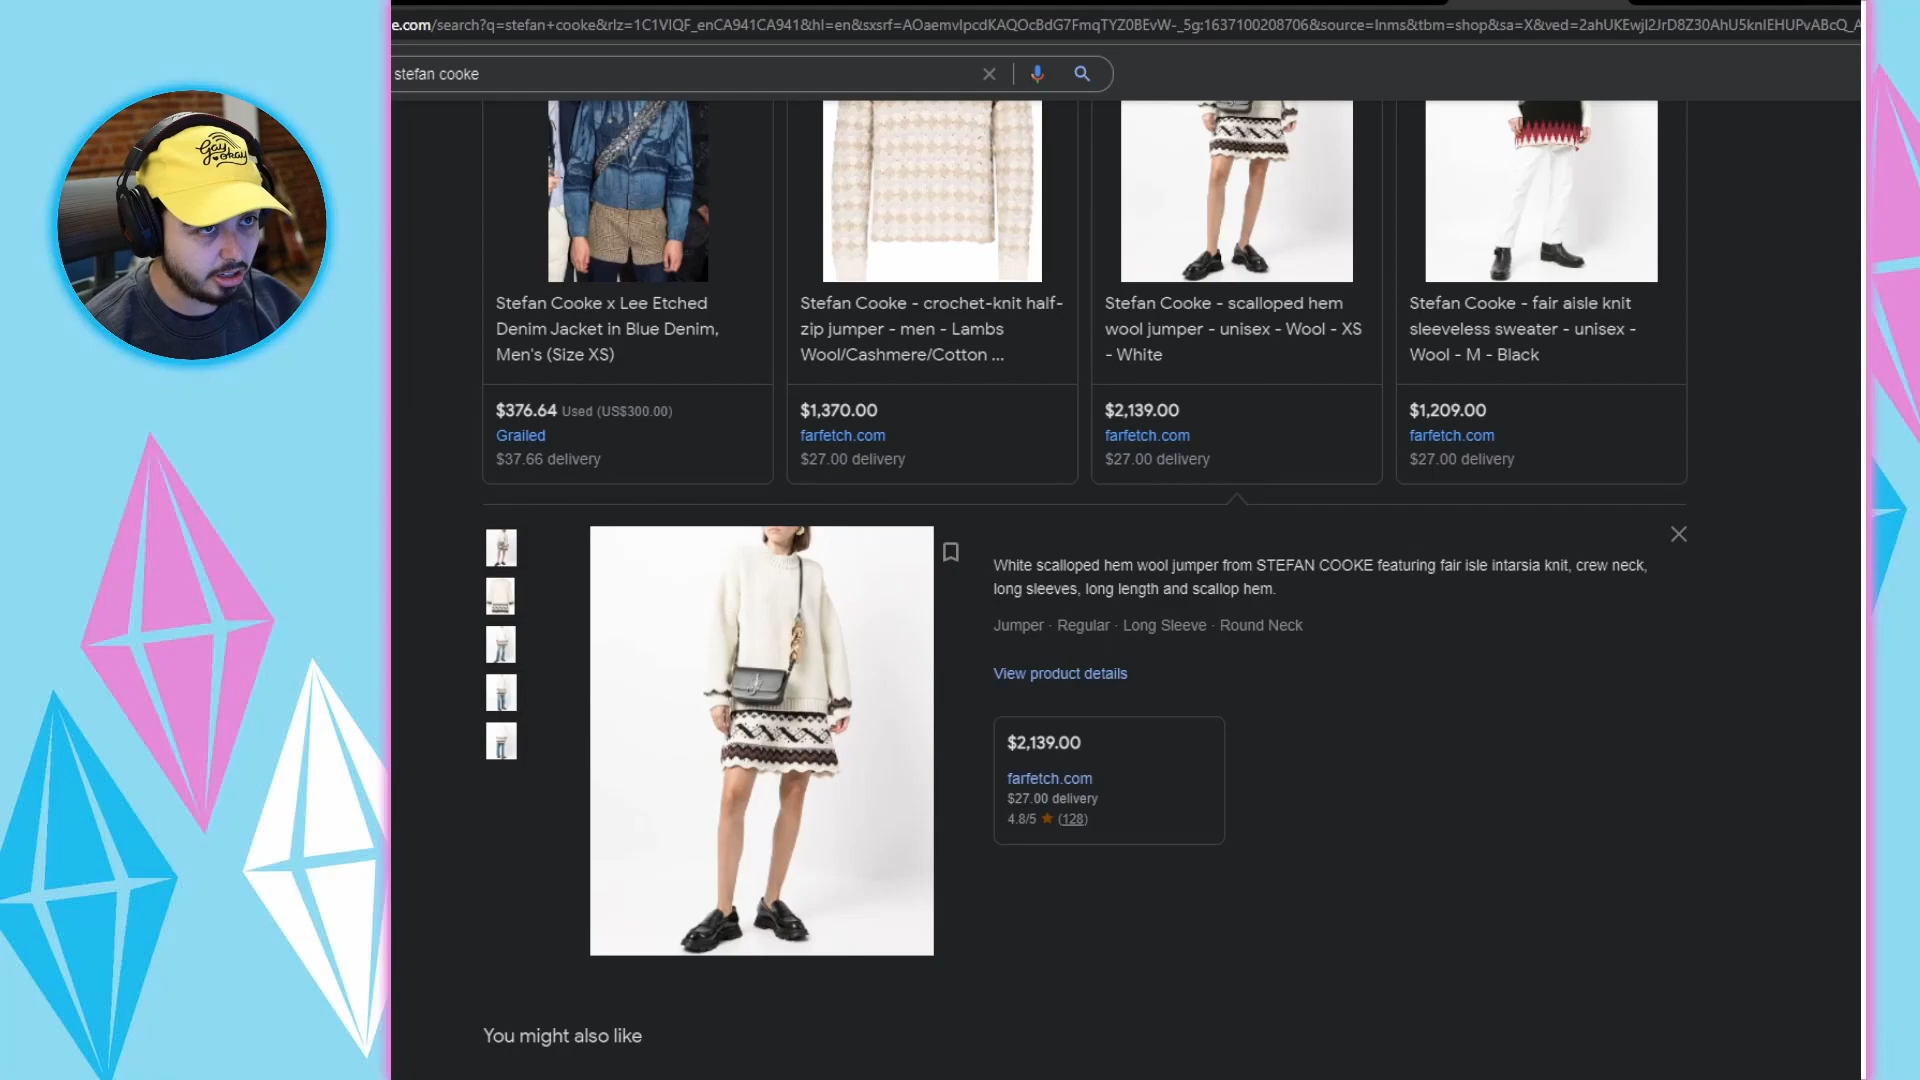 e.com/search?q=stefan+cooke&rlz=1C1VIQF_enCA941CA941&hl=en&sxsrf=AOaemvIpcdKAQOcBdG7FmqTYZ0BEvW-_5g:1637100208706&source=lnms&tbm=shop&sa=X&ved=2ahUKEwjl2JrD8Z30AhU5knIEHUPvABcQ_A
stefan cooke
Gay
Okay
Stefan Cooke x Lee Etched
Denim Jacket in Blue Denim,
Men's (Size XS)
$376.64 Used (US$300.00)
Grailed
$37.66 delivery
Stefan Cooke - crochet-knit half-
zip jumper - men - Lambs
Wool/Cashmere/Cotton ...
$1,370.00
farfetch.com
$27.00 delivery
Stefan Cooke - scalloped hem
wool jumper - unisex - Wool - XS
- White
$2,139.00
farfetch.com
$27.00 delivery
Stefan Cooke - fair aisle knit
sleeveless sweater - unisex -
Wool - M - Black
$1,209.00
farfetch.com
$27.00 delivery
White scalloped hem wool jumper from STEFAN COOKE featuring fair isle intarsia knit, crew neck,
long sleeves, long length and scallop hem.
Jumper · Regular · Long Sleeve · Round Neck
View product details
$2,139.00
farfetch.com
$27.00 delivery
4.8/5 ★ (128)
You might also like